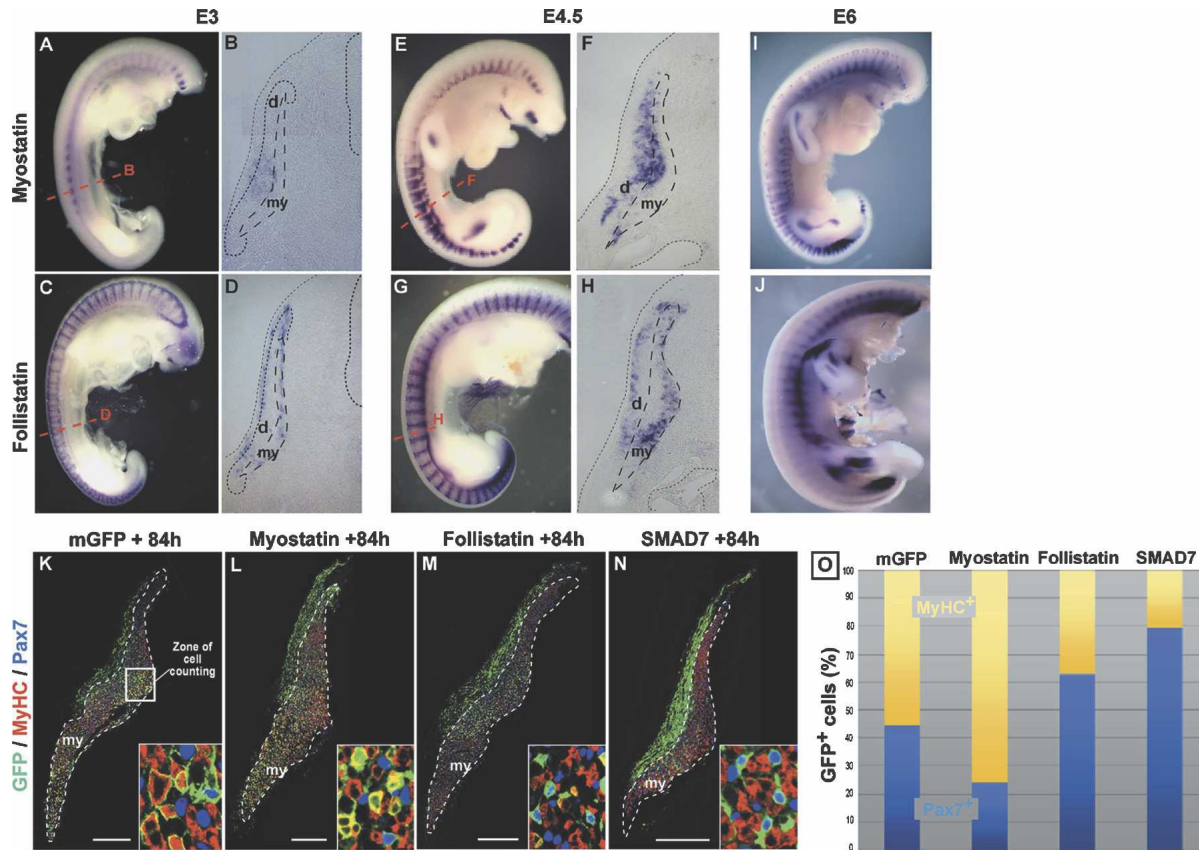 E3
E4.5
E6
Myostatin
A
B
B
d
my
E
F
F
d
my
I
Follistatin
C
D
D
d
my
G
H
H
d
my
J
mGFP + 84h
Myostatin +84h
Follistatin +84h
SMAD7 +84h
GFP / MyHC / Pax7
K
Zone of
cell
counting
my
L
my
M
my
N
my
O
mGFP
Myostatin
Follistatin
SMAD7
GFP+ cells (%)
100
90
80
70
60
50
40
30
20
10
0
MyHC+
Pax7+